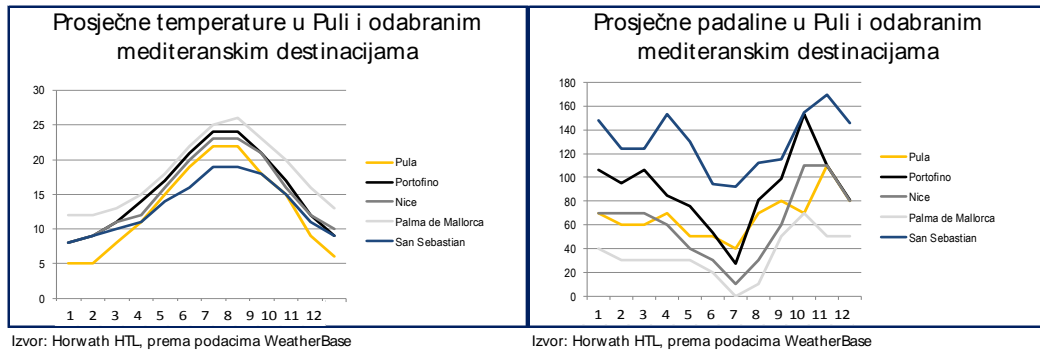 Prosječne temperature u Puli i odabranim
mediteranskim destinacijama
30
25
20
15
10
5
0
1 2 3 4 5 6 7 8 9 10 11 12
Pula
Portofino
Nice
Palma de Mallorca
San Sebastian
Izvor: Horwath HTL, prema podacima WeatherBase
Prosječne padaline u Puli i odabranim
mediteranskim destinacijama
180
160
140
120
100
80
60
40
20
0
1 2 3 4 5 6 7 8 9 10 11 12
Pula
Portofino
Nice
Palma de Mallorca
San Sebastian
Izvor: Horwath HTL, prema podacima WeatherBase